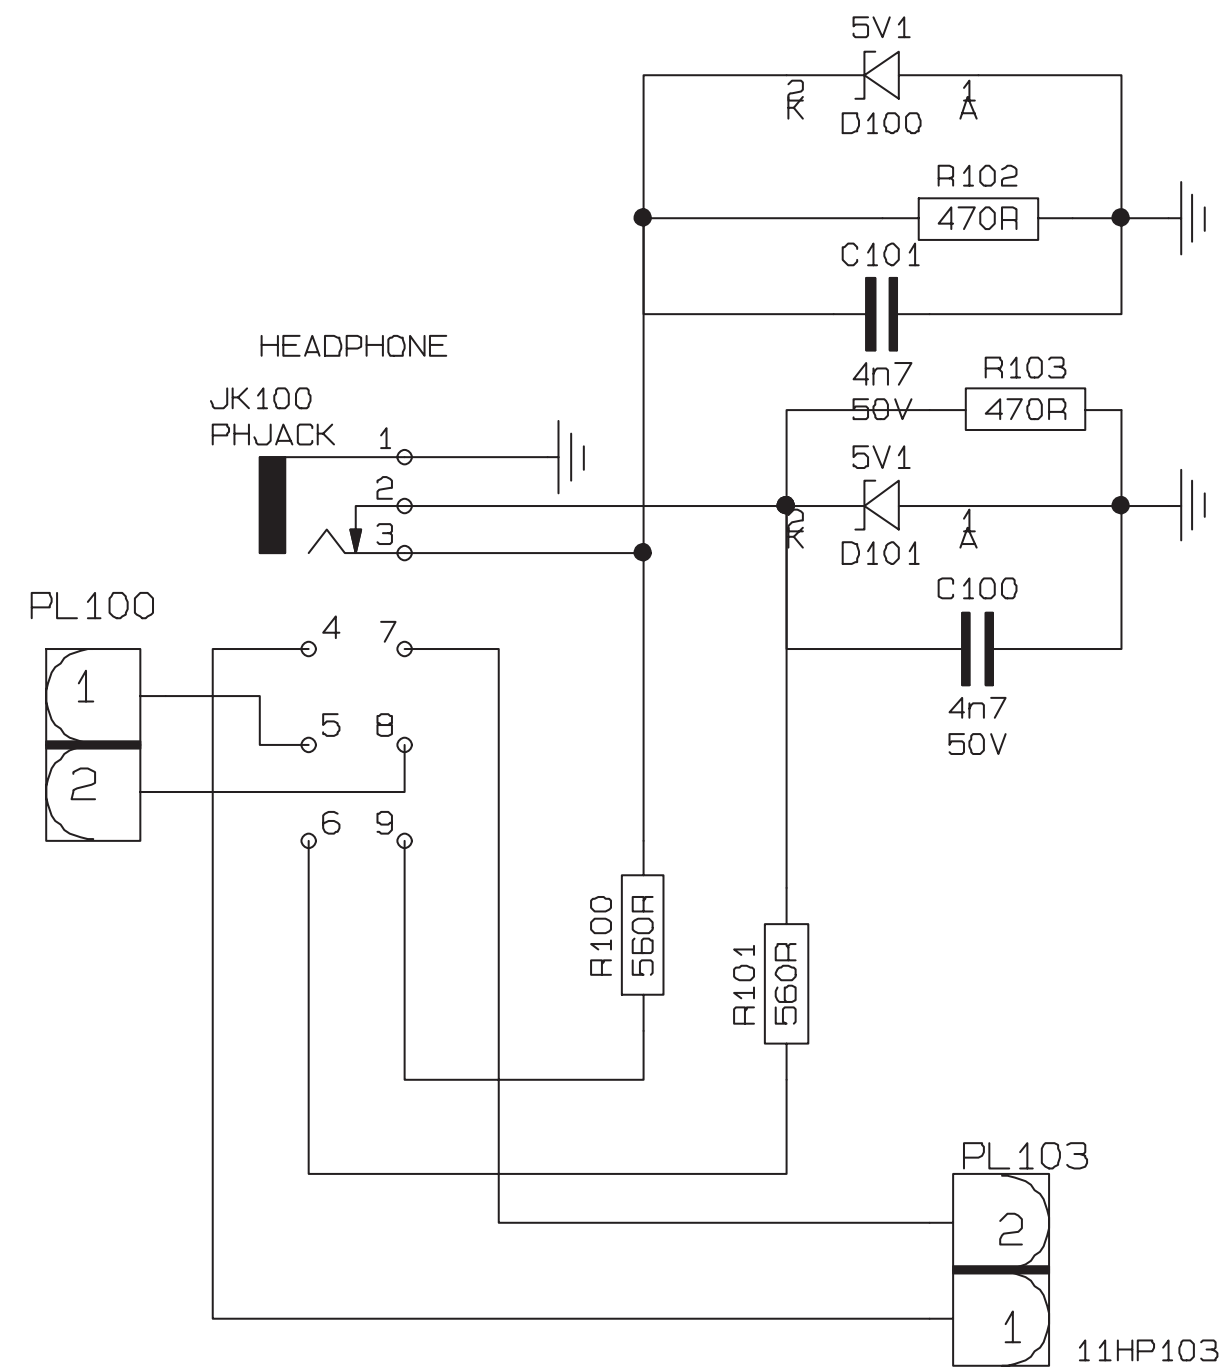 5V1
2
K
1
A
D100
R102
470R
C101
4n7
50V
HEADPHONE
JK100
PHJACK
1
2
3
R103
470R
5V1
2
K
1
A
D101
C100
4n7
50V
PL100
1
2
4
7
5
8
6
9
R100
560R
R101
560R
PL103
2
1
11HP103